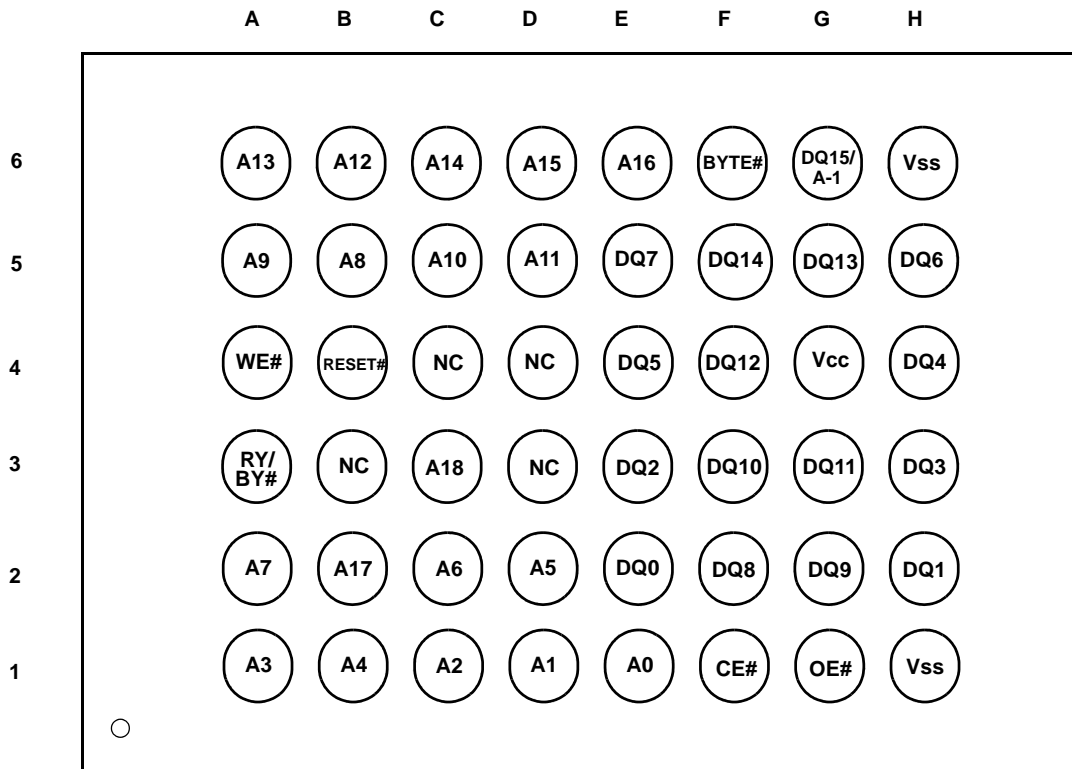 A B C D E F G H
6 A13 A12 A14 A15 A16 BYTE# DQ15/ A-1 Vss
5 A9 A8 A10 A11 DQ7 DQ14 DQ13 DQ6
4 WE# RESET# NC NC DQ5 DQ12 Vcc DQ4
3 RY/ BY# NC A18 NC DQ2 DQ10 DQ11 DQ3
2 A7 A17 A6 A5 DQ0 DQ8 DQ9 DQ1
1 A3 A4 A2 A1 A0 CE# OE# Vss